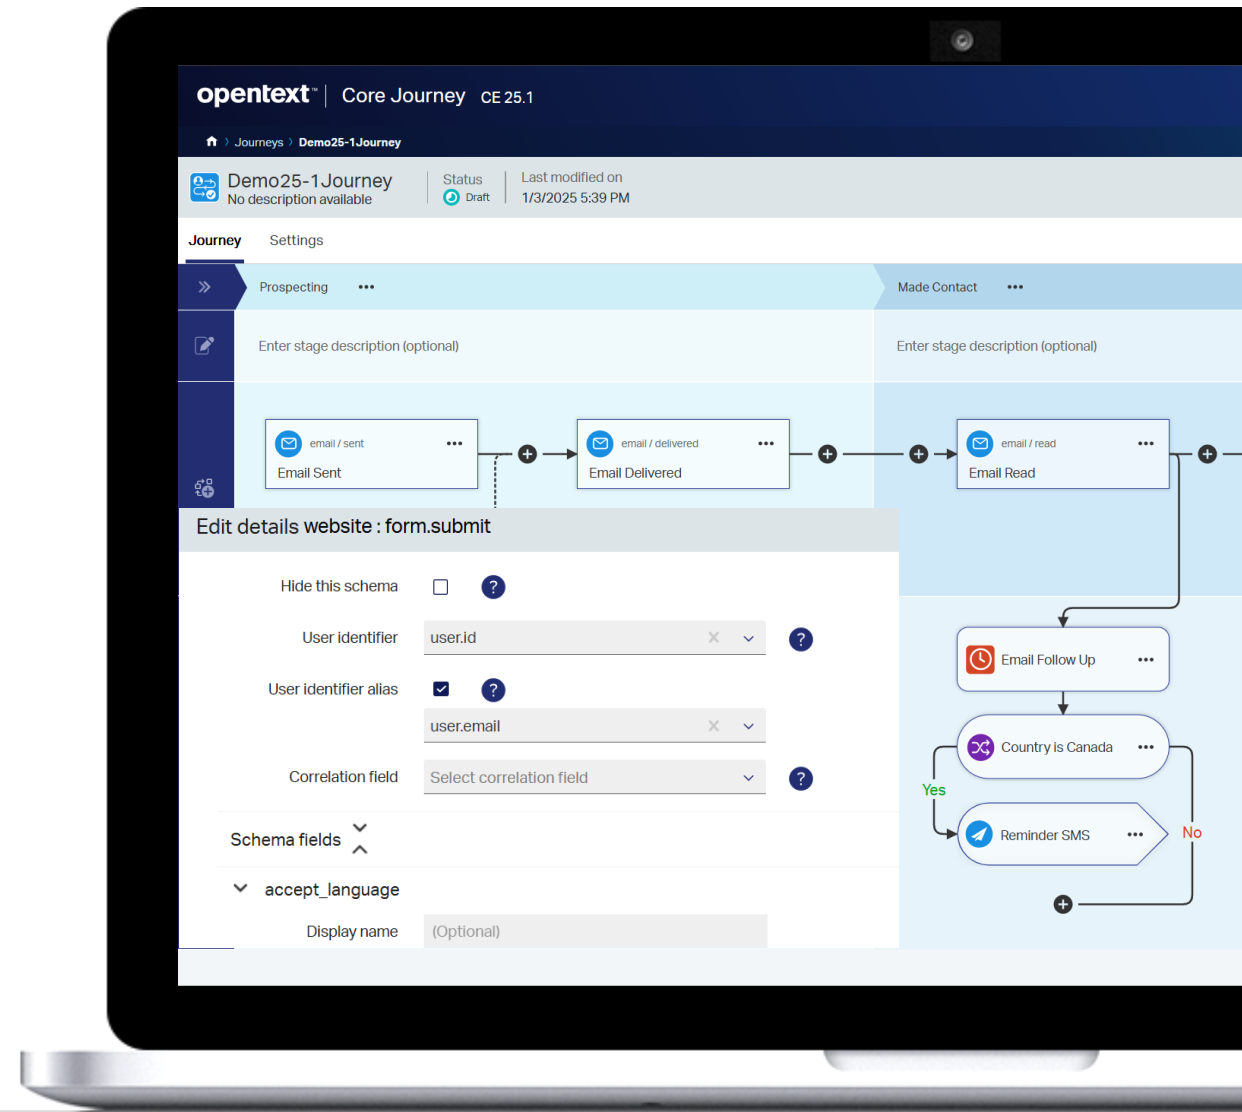 opentext™ | Core Journey CE 25.1
Journeys > Demo25-1Journey
Demo25-1Journey
No description available
Status
Draft
Last modified on
1/3/2025 5:39 PM
Journey
Settings
Prospecting
Made Contact
Enter stage description (optional)
Enter stage description (optional)
email / sent
Email Sent
email / delivered
Email Delivered
email / read
Email Read
Edit details website : form.submit
Hide this schema
?
User identifier
user.id
?
User identifier alias
?
user.email
Correlation field
Select correlation field
?
Schema fields
accept_language
Display name
(Optional)
Email Follow Up
Country is Canada
Yes
Reminder SMS
No